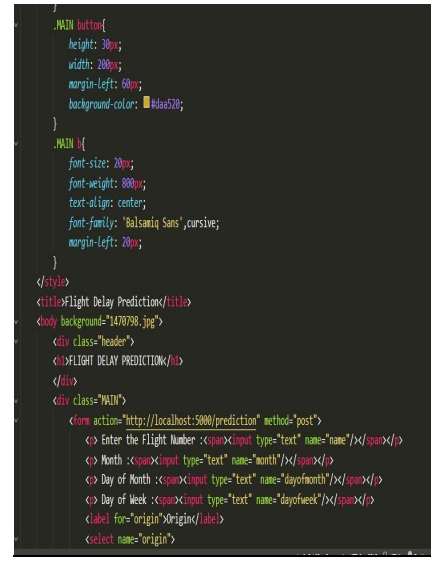 }
.MAIN button{
height: 30px;
width: 200px;
margin-left: 60px;
background-color: #daa520;
}
.MAIN b{
font-size: 20px;
font-weight: 800px;
text-align: center;
font-family: 'Balsamiq Sans',cursive;
margin-left: 20px;
}
</style>
<title>Flight Delay Prediction</title>
<body background="1470798.jpg">
<div class="header">
<h1>FLIGHT DELAY PREDICTION</h1>
</div>
<div class="MAIN">
<form action="http://localhost:5000/prediction" method="post">
<p> Enter the Flight Number :<span><input type="text" name="name"/></span></p>
<p> Month :<span><input type="text" name="month"/></span></p>
<p> Day of Month :<span><input type="text" name="dayofmonth"/></span></p>
<p> Day of Week :<span><input type="text" name="dayofweek"/></span></p>
<label for="origin">Origin</label>
<select name="origin">